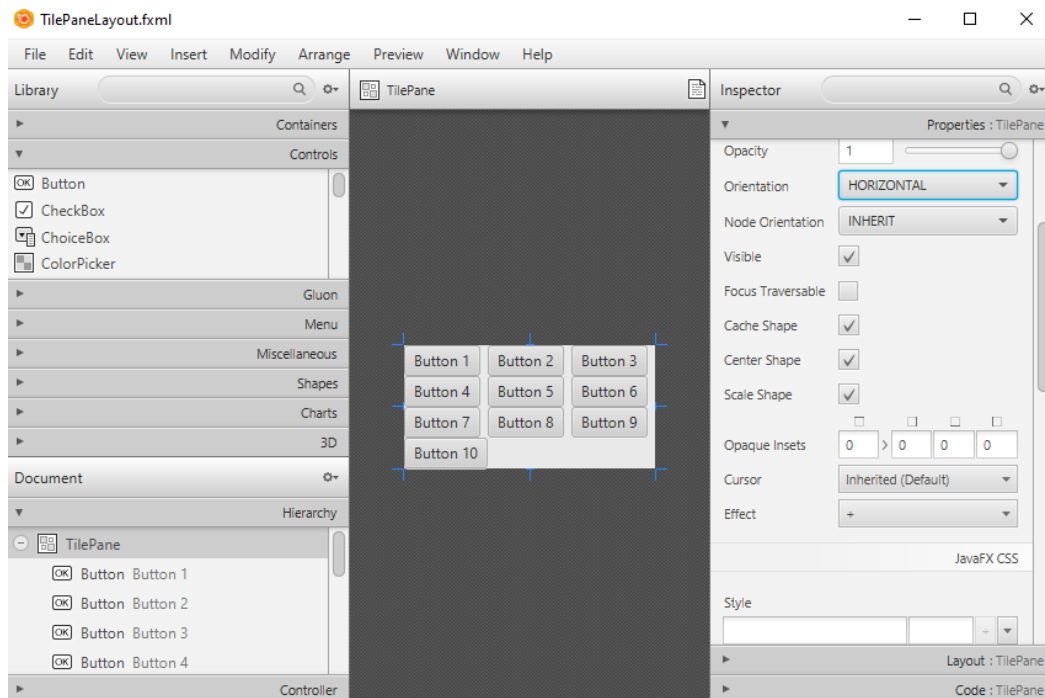 TilePaneLayout.fxml
File Edit View Insert Modify Arrange Preview Window Help
Library
Containers
Controls
OK Button
CheckBox
ChoiceBox
ColorPicker
Gluon
Menu
Miscellaneous
Shapes
Charts
3D
Document
Hierarchy
TilePane
OK Button Button 1
OK Button Button 2
OK Button Button 3
OK Button Button 4
Controller
TilePane
Button 1 Button 2 Button 3
Button 4 Button 5 Button 6
Button 7 Button 8 Button 9
Button 10
Inspector
Properties : TilePane
Opacity 1
Orientation HORIZONTAL
Node Orientation INHERIT
Visible
Focus Traversable
Cache Shape
Center Shape
Scale Shape
Opaque Insets 0 > 0 0 0
Cursor Inherited (Default)
Effect +
JavaFX CSS
Style
+
Layout : TilePane
Code : TilePane